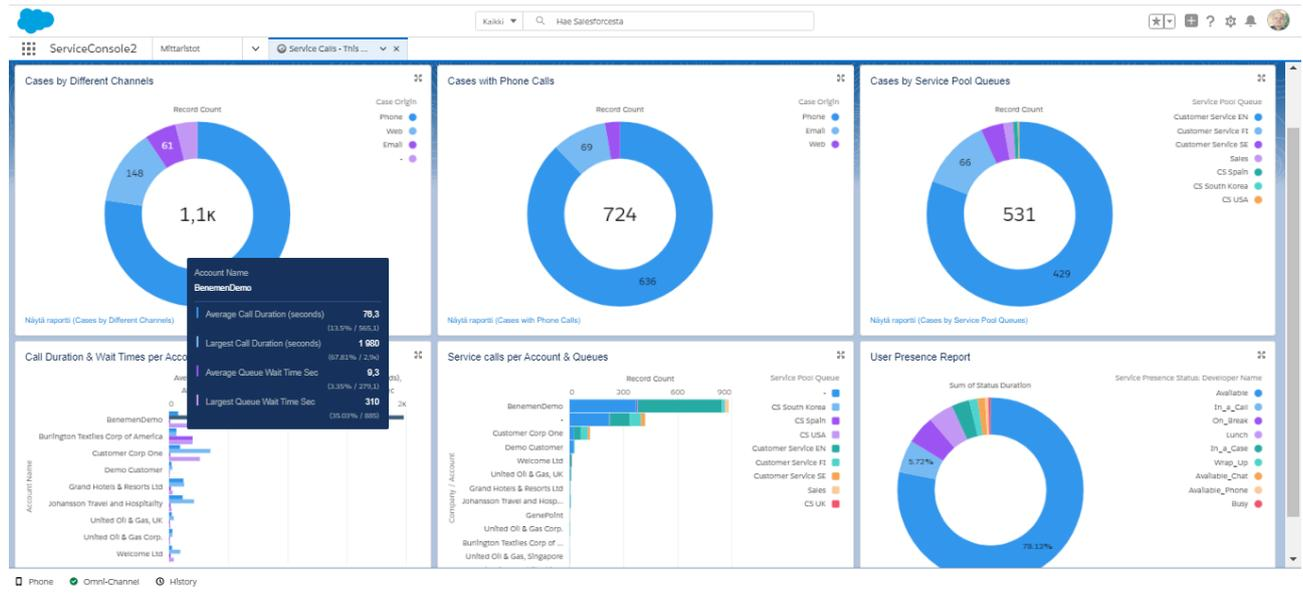 Kaikki
Hae Salesforcesta
ServiceConsole2
Mittaristot
Service Calls - This ...
Cases by Different Channels
Record Count
Case Origin
Phone
Web
Email
-
61
148
1,1K
Näytä raportti (Cases by Different Channels)
Cases with Phone Calls
Record Count
Case Origin
Phone
Email
Web
69
724
636
Näytä raportti (Cases with Phone Calls)
Cases by Service Pool Queues
Record Count
Service Pool Queue
Customer Service EN
Customer Service FI
Customer Service SE
Sales
CS Spain
CS South Korea
CS USA
66
531
429
Näytä raportti (Cases by Service Pool Queues)
Account Name
BenemenDemo
Average Call Duration (seconds) 76,3
(13.5% / 565,1)
Largest Call Duration (seconds) 1 980
(67.81% / 2,9k)
Average Queue Wait Time Sec 9,3
(3.35% / 279,1)
Largest Queue Wait Time Sec 310
(35.03% / 885)
Call Duration & Wait Times per Acco
0
2K
Account Name
BenemenDemo
Burlington Textiles Corp of America
Customer Corp One
Demo Customer
Grand Hotels & Resorts Ltd
Johansson Travel and Hospitality
United Oil & Gas, UK
United Oil & Gas Corp.
Welcome Ltd
Service calls per Account & Queues
Record Count
0 300 600 900
Company / Account
BenemenDemo
-
Customer Corp One
Demo Customer
Welcome Ltd
United Oil & Gas, UK
Grand Hotels & Resorts Ltd
Johansson Travel and Hosp...
GenePoint
United Oil & Gas Corp.
Burlington Textiles Corp of ...
United Oil & Gas, Singapore
Service Pool Queue
-
CS South Korea
CS Spain
CS USA
Customer Service EN
Customer Service FI
Customer Service SE
Sales
CS UK
User Presence Report
Sum of Status Duration
Service Presence Status: Developer Name
Available
In_a_Call
On_Break
Lunch
In_a_Case
Wrap_Up
Available_Chat
Available_Phone
Busy
5.72%
78.13%
Phone
Omni-Channel
History